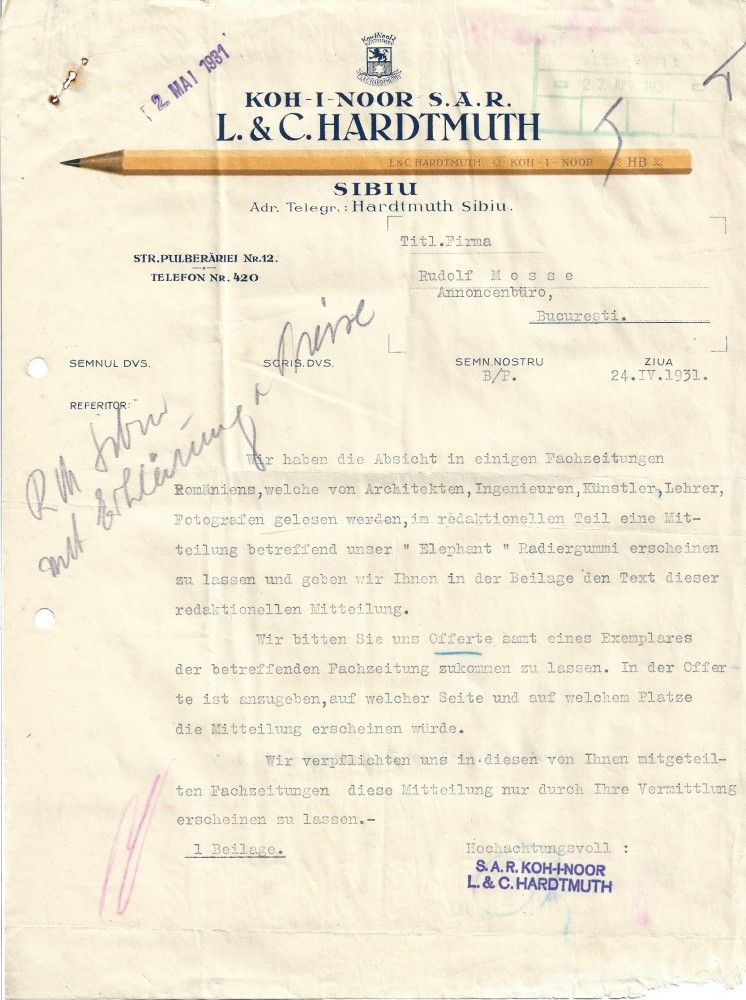 2. MAI 1931
27. APR. 1931
KOH-I-NOOR
L.&C.HARDTMUTH
KOH-I-NOOR S.A.R.
L. & C. HARDTMUTH
L.&C. HARDTMUTH KOH-I-NOOR HB
SIBIU
Adr. Telegr.: Hardtmuth Sibiu.
STR. PULBERĂRIEI NR.12.
TELEFON NR. 420
Titl.Firma
Rudolf M o s s e
Annoncenbüro,
Bucureşti.
SEMNUL DVS.
SCRIS. DVS.
SEMN. NOSTRU
B/P.
ZIUA
24.IV.1931.
REFERITOR:
RM
mit Erklärung u Preise
Wir haben die Absicht in einigen Fachzeitungen
Romäniens,welche von Architekten,Ingenieuren,Künstler,Lehrer,
Fotografen gelesen werden,im redaktionellen Teil eine Mit-
teilung betreffend unser " Elephant " Radiergummi erscheinen
zu lassen und geben wir Ihnen in der Beilage den Text dieser
redaktionellen Mitteilung.
Wir bitten Sie uns Offerte samt eines Exemplares
der betreffenden Fachzeitung zukommen zu lassen. In der Offer-
te ist anzugeben,auf welcher Seite und auf welchem Platze
die Mitteilung erscheinen würde.
Wir verpflichten uns in diesen von Ihnen mitgeteil-
ten Fachzeitungen diese Mitteilung nur durch Ihre Vermittlung
erscheinen zu lassen.-
1 Beilage.
Hochachtungsvoll :
S. A. R. KOH-I-NOOR
L. & C. HARDTMUTH